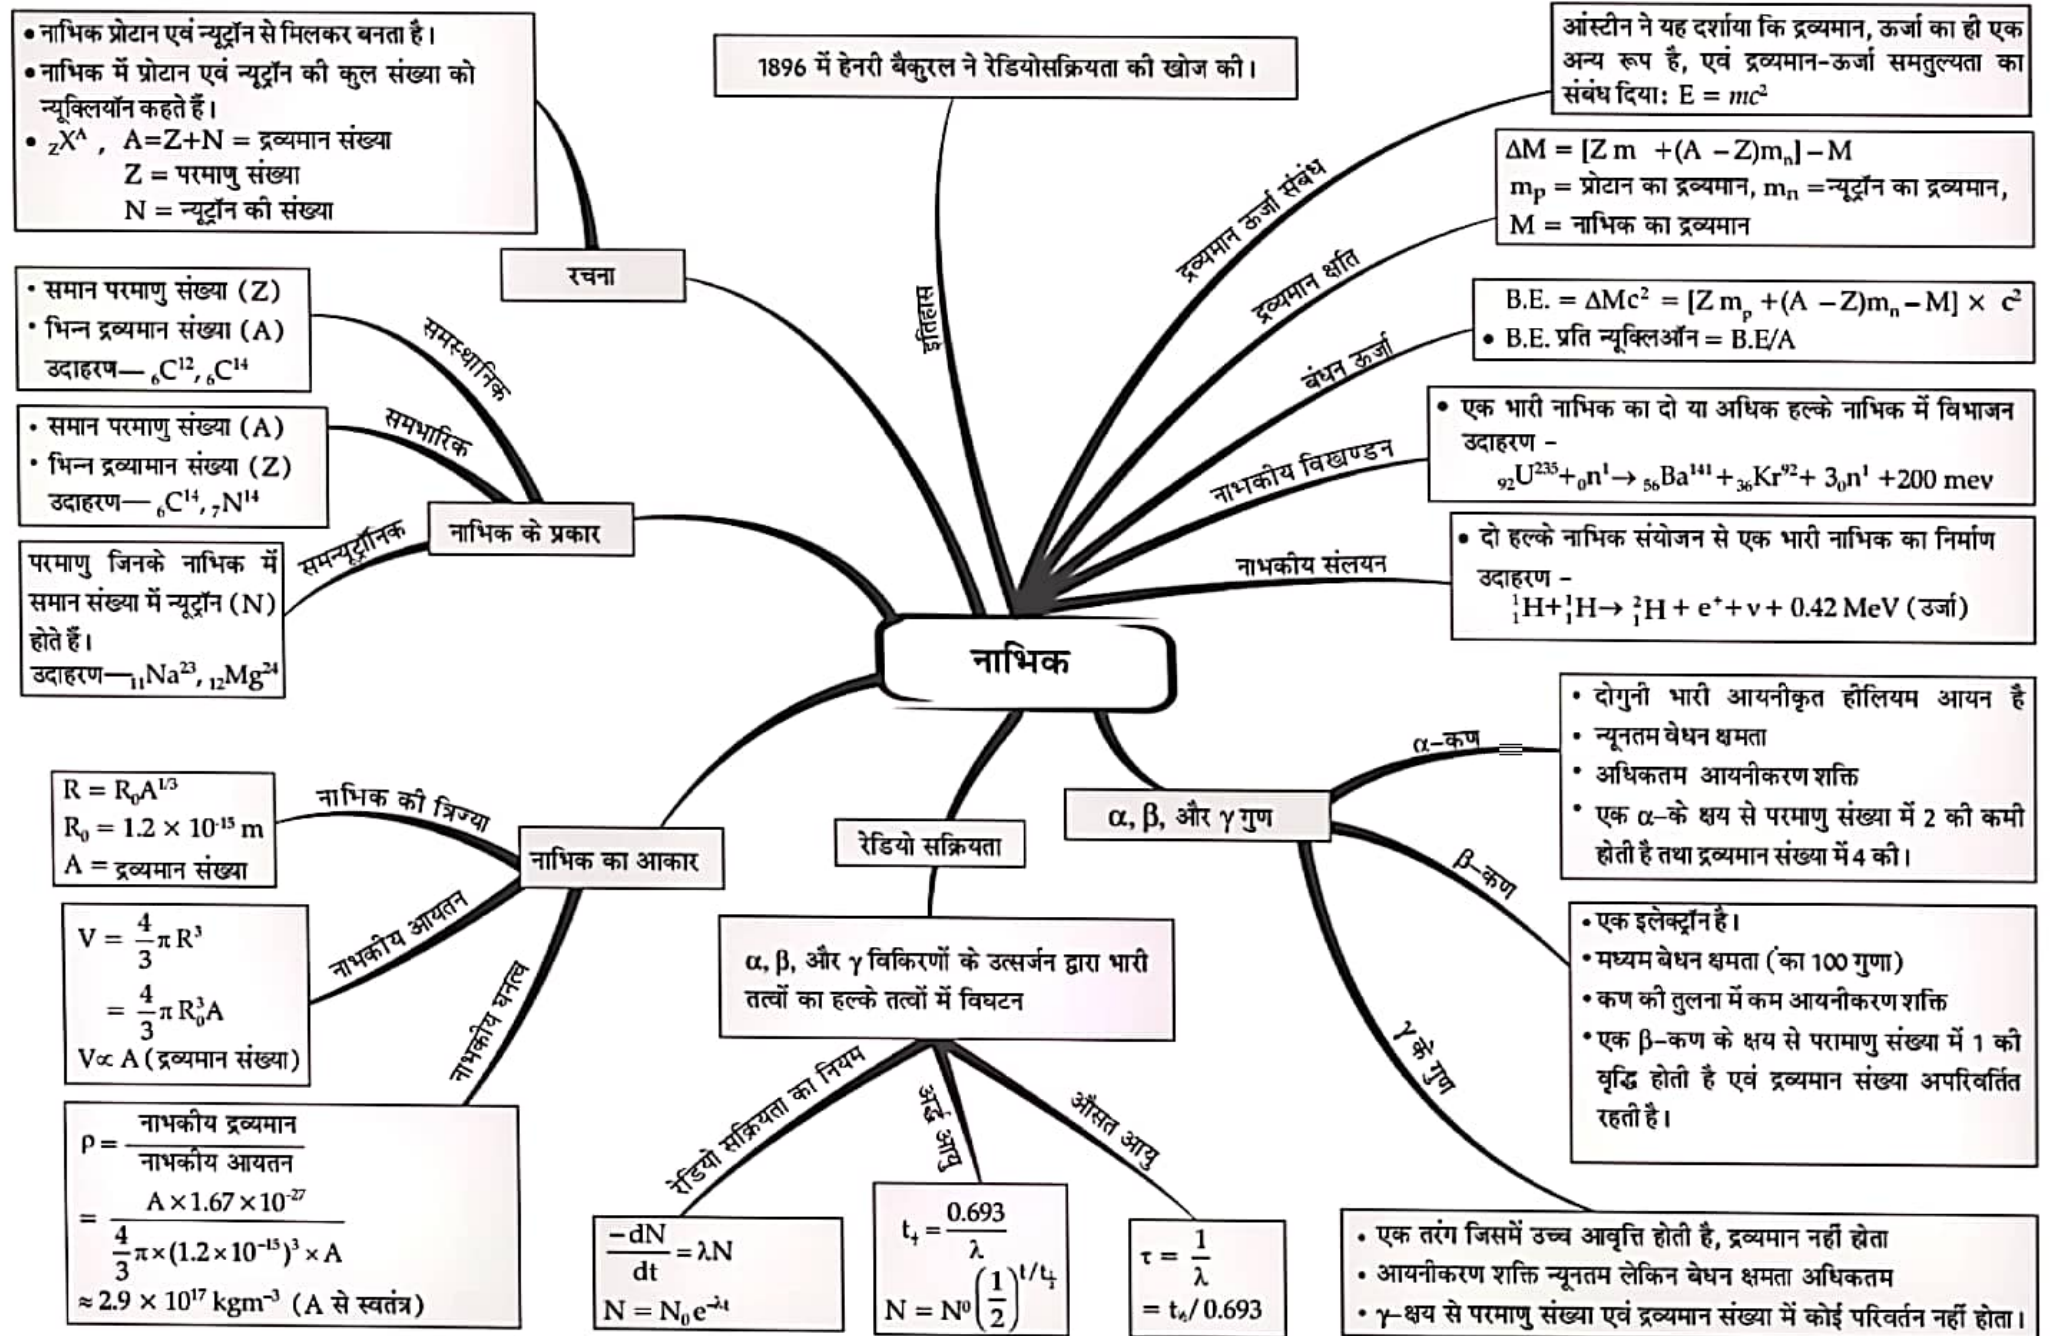 • नाभिक प्रोटान एवं न्यूट्रॉन से मिलकर बनता है।
• नाभिक में प्रोटान एवं न्यूट्रॉन की कुल संख्या को
न्यूक्लियॉन कहते हैं।
• ZXᴬ , A=Z+N = द्रव्यमान संख्या
Z = परमाणु संख्या
N = न्यूट्रॉन की संख्या
रचना
1896 में हेनरी बैकुरल ने रेडियोसक्रियता की खोज की।
इतिहास
आंस्टीन ने यह दर्शाया कि द्रव्यमान, ऊर्जा का ही एक
अन्य रूप है, एवं द्रव्यमान-ऊर्जा समतुल्यता का
संबंध दिया: E = mc²
द्रव्यमान ऊर्जा संबंध
ΔM = [Z m +(A – Z)mₙ] – M
mₚ = प्रोटान का द्रव्यमान, mₙ =न्यूट्रॉन का द्रव्यमान,
M = नाभिक का द्रव्यमान
द्रव्यमान क्षति
B.E. = ΔMc² = [Z mₚ +(A – Z)mₙ – M] × c²
• B.E. प्रति न्यूक्लिऑन = B.E/A
बंधन ऊर्जा
• एक भारी नाभिक का दो या अधिक हल्के नाभिक में विभाजन
उदाहरण –
₉₂U²³⁵+₀n¹→ ₅₆Ba¹⁴¹+₃₆Kr⁹²+ 3₀n¹ +200 mev
नाभकीय विखण्डन
• दो हल्के नाभिक संयोजन से एक भारी नाभिक का निर्माण
उदाहरण –
¹₁H+¹₁H→ ²₁H + e⁺+ ν + 0.42 MeV (उर्जा)
नाभकीय संलयन
• समान परमाणु संख्या (Z)
• भिन्न द्रव्यमान संख्या (A)
उदाहरण— ₆C¹², ₆C¹⁴
समस्थानिक
• समान परमाणु संख्या (A)
• भिन्न द्रव्यामान संख्या (Z)
उदाहरण— ₆C¹⁴, ₇N¹⁴
समभारिक
नाभिक के प्रकार
परमाणु जिनके नाभिक में
समान संख्या में न्यूट्रॉन (N)
होते हैं।
उदाहरण—₁₁Na²³, ₁₂Mg²⁴
समन्यूट्रॉनिक
नाभिक
R = R₀A¹ᐟ³
R₀ = 1.2 × 10⁻¹⁵ m
A = द्रव्यमान संख्या
नाभिक की त्रिज्या
नाभिक का आकार
V = 4/3 π R³
= 4/3 π R₀³A
V∝ A (द्रव्यमान संख्या)
नाभकीय आयतन
ρ = नाभकीय द्रव्यमान / नाभकीय आयतन
= A × 1.67 × 10⁻²⁷ / 4/3 π×(1.2×10⁻¹⁵)³ × A
≈ 2.9 × 10¹⁷ kgm⁻³ (A से स्वतंत्र)
नाभकीय घनत्व
रेडियो सक्रियता
α, β, और γ विकिरणों के उत्सर्जन द्वारा भारी
तत्वों का हल्के तत्वों में विघटन
रेडियो सक्रियता का नियम
–dN/dt = λN
N = N₀e⁻λt
अर्द्ध आयु
t½ = 0.693/λ
N = N⁰(1/2)^t/t½
औसत आयु
τ = 1/λ
= t½/ 0.693
α, β, और γ गुण
α-कण
• दोगुनी भारी आयनीकृत हीलियम आयन है
• न्यूनतम बेधन क्षमता
• अधिकतम आयनीकरण शक्ति
• एक α-के क्षय से परमाणु संख्या में 2 की कमी
होती है तथा द्रव्यमान संख्या में 4 की।
β-कण
• एक इलेक्ट्रॉन है।
• मध्यम बेधन क्षमता (का 100 गुणा)
• कण की तुलना में कम आयनीकरण शक्ति
• एक β-कण के क्षय से परामाणु संख्या में 1 की
वृद्धि होती है एवं द्रव्यमान संख्या अपरिवर्तित
रहती है।
γ के गुण
• एक तरंग जिसमें उच्च आवृत्ति होती है, द्रव्यमान नहीं होता
• आयनीकरण शक्ति न्यूनतम लेकिन बेधन क्षमता अधिकतम
• γ-क्षय से परमाणु संख्या एवं द्रव्यमान संख्या में कोई परिवर्तन नहीं होता।